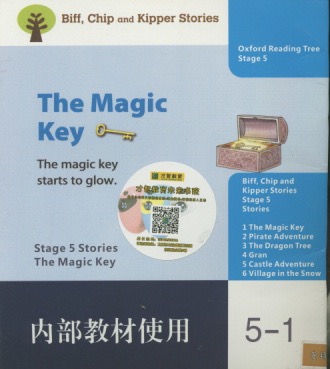 Biff, Chip and Kipper Stories
Oxford Reading Tree
Stage 5
The Magic
Key
The magic key
starts to glow.
Biff, Chip and
Kipper Stories
Stage 5
Stories
1 The Magic Key
2 Pirate Adventure
3 The Dragon Tree
4 Gran
5 Castle Adventure
6 Village in the Snow
Stage 5 Stories
The Magic Key
内部教材使用
5-1